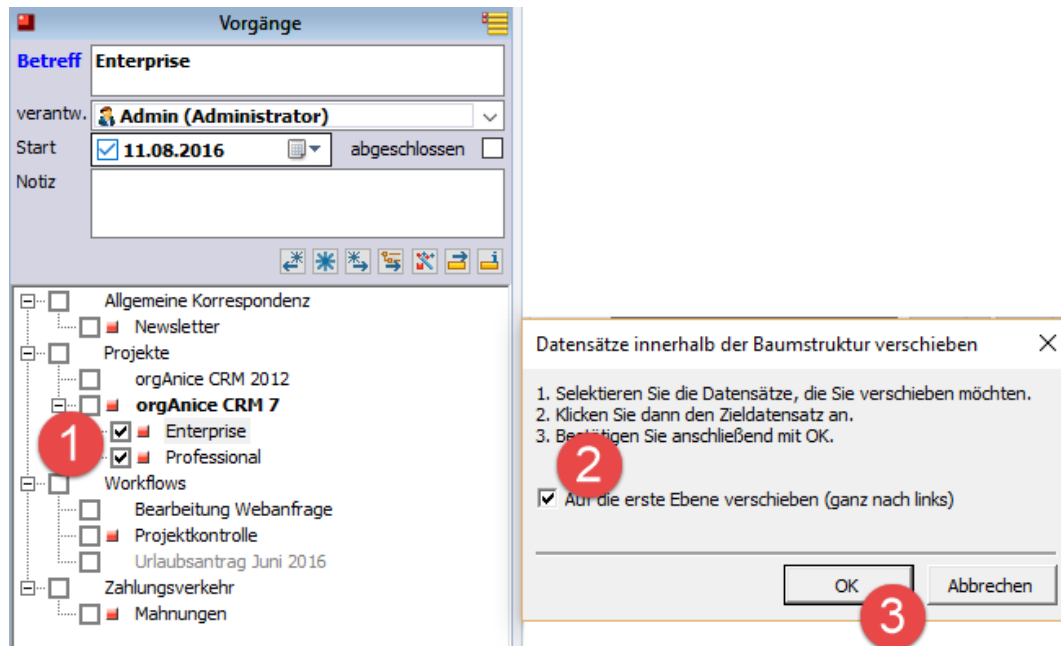 Vorgänge
Betreff Enterprise
verantw. Admin (Administrator)
Start 11.08.2016 abgeschlossen
Notiz
Allgemeine Korrespondenz
Newsletter
Projekte
orgAnice CRM 2012
orgAnice CRM 7
1
Enterprise
Professional
Workflows
Bearbeitung Webanfrage
Projektkontrolle
Urlaubsantrag Juni 2016
Zahlungsverkehr
Mahnungen
Datensätze innerhalb der Baumstruktur verschieben
1. Selektieren Sie die Datensätze, die Sie verschieben möchten.
2. Klicken Sie dann den Zieldatensatz an.
3. Bestätigen Sie anschließend mit OK.
2
Auf die erste Ebene verschieben (ganz nach links)
OK Abbrechen
3